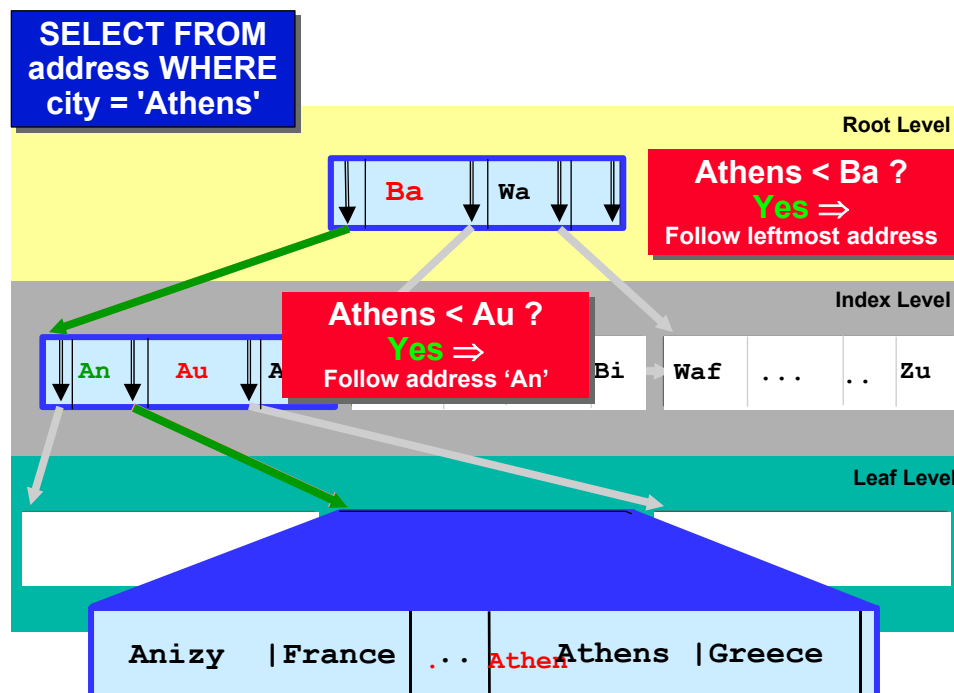 SELECT FROM
address WHERE
city = 'Athens'
Root Level
Ba
Wa
Athens < Ba ?
Yes ⇒
Follow leftmost address
Index Level
An
Au
A
Athens < Au ?
Yes ⇒
Follow address ‘An’
Bi
Waf
...
..
Zu
Leaf Level
Anizy |France
...
Athen
Athens |Greece